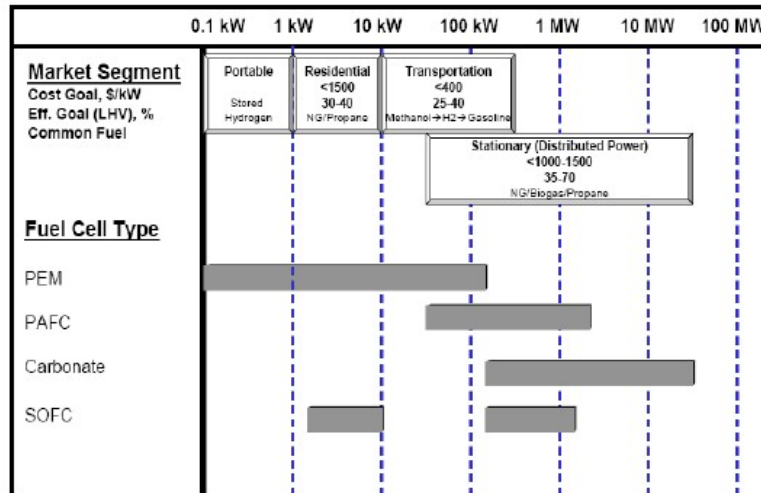 0.1 kW 1 kW 10 kW 100 kW 1 MW 10 MW 100 MW
Market Segment
Cost Goal, $/kW
Eff. Goal (LHV), %
Common Fuel
Portable
Stored
Hydrogen
Residential
<1500
30-40
NG/Propane
Transportation
<400
25-40
Methanol→H2→Gasoline
Stationary (Distributed Power)
<1000-1500
35-70
NG/Biogas/Propane
Fuel Cell Type
PEM
PAFC
Carbonate
SOFC